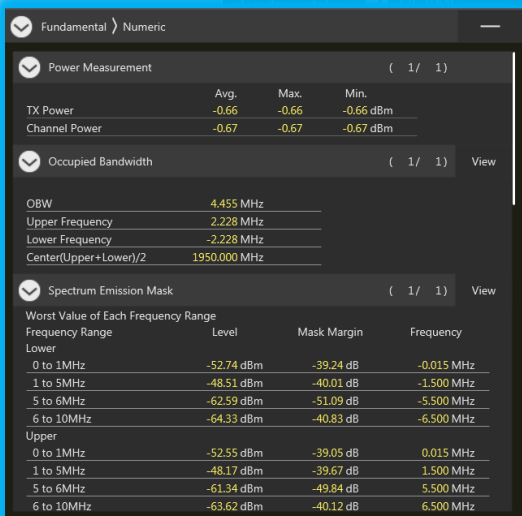 Fundamental 〉 Numeric
Power Measurement ( 1/ 1)
Avg. Max. Min.
TX Power -0.66 -0.66 -0.66 dBm
Channel Power -0.67 -0.67 -0.67 dBm
Occupied Bandwidth ( 1/ 1) View
OBW 4.455 MHz
Upper Frequency 2.228 MHz
Lower Frequency -2.228 MHz
Center(Upper+Lower)/2 1950.000 MHz
Spectrum Emission Mask ( 1/ 1) View
Worst Value of Each Frequency Range
Frequency Range Level Mask Margin Frequency
Lower
0 to 1MHz -52.74 dBm -39.24 dB -0.015 MHz
1 to 5MHz -48.51 dBm -40.01 dB -1.500 MHz
5 to 6MHz -62.59 dBm -51.09 dB -5.500 MHz
6 to 10MHz -64.33 dBm -40.83 dB -6.500 MHz
Upper
0 to 1MHz -52.55 dBm -39.05 dB 0.015 MHz
1 to 5MHz -48.17 dBm -39.67 dB 1.500 MHz
5 to 6MHz -61.34 dBm -49.84 dB 5.500 MHz
6 to 10MHz -63.62 dBm -40.12 dB 6.500 MHz